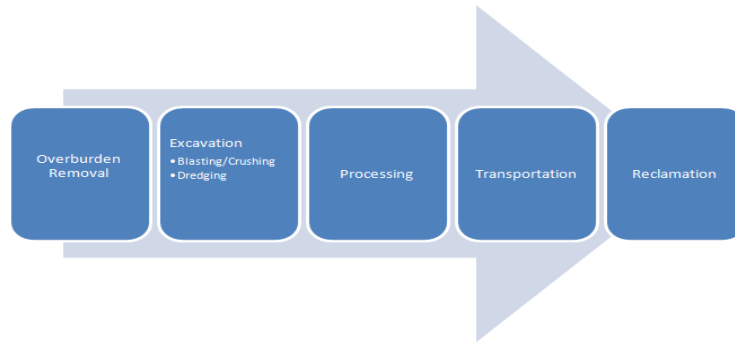 Overburden
Removal
Excavation
• Blasting/Crushing
• Dredging
Processing
Transportation
Reclamation